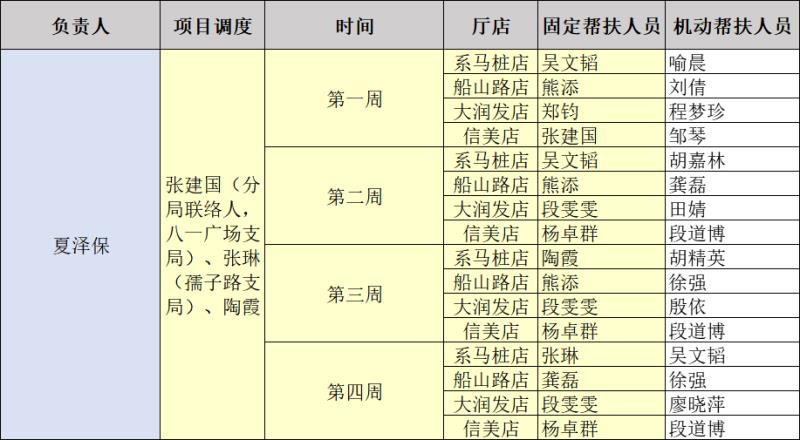 负责人 项目调度 时间 厅店 固定帮扶人员 机动帮扶人员
夏泽保
张建国（分
局联络人，
八一广场支
局）、张琳
（孺子路支
局）、陶霞
第一周
系马桩店 吴文韬 喻晨
船山路店 熊添 刘倩
大润发店 郑钧 程梦珍
信美店 张建国 邹琴
第二周
系马桩店 吴文韬 胡嘉林
船山路店 熊添 龚磊
大润发店 段雯雯 田婧
信美店 杨卓群 段道博
第三周
系马桩店 陶霞 胡精英
船山路店 熊添 徐强
大润发店 段雯雯 殷依
信美店 杨卓群 段道博
第四周
系马桩店 张琳 吴文韬
船山路店 龚磊 徐强
大润发店 段雯雯 廖晓萍
信美店 杨卓群 段道博